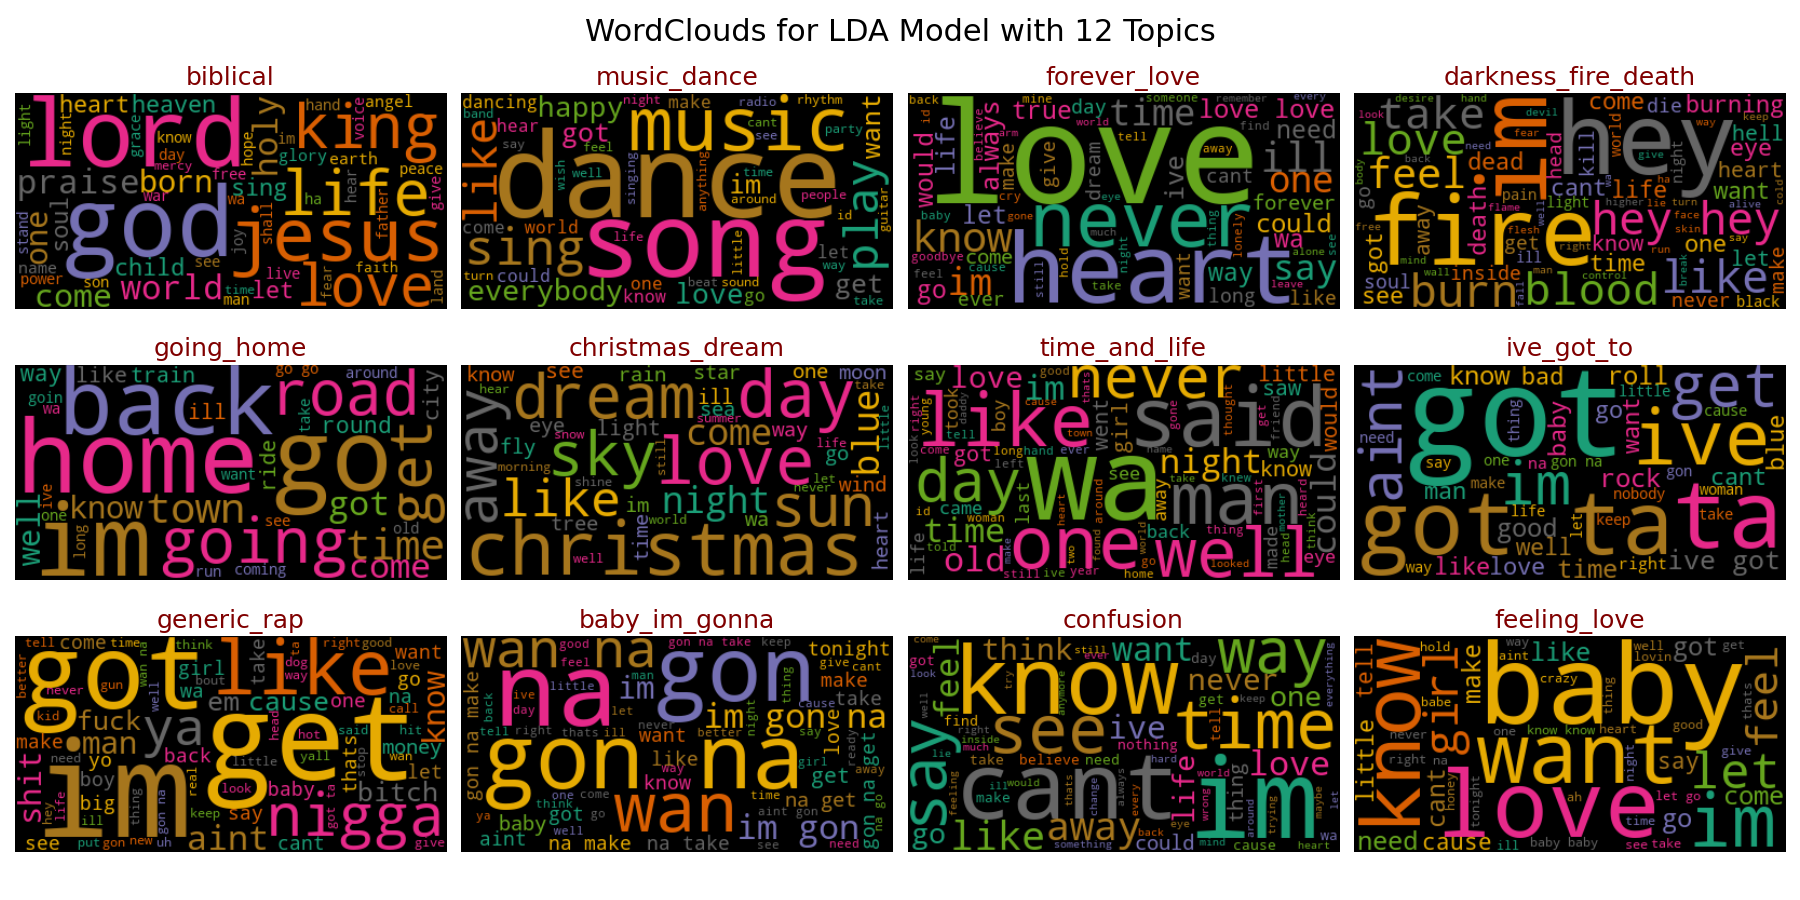 WordClouds for LDA Model with 12 Topics
biblical
music_dance
forever_love
darkness_fire_death
light heart heaven hand angel
night grace hope king voice
lord know im
day holy glory earth
mercy free peace
praise born sing ha hear life give
one soul war wa
stand god joy shall jesus father
name child see fear faith
power son world live love land
come time man let
dancing happy night make radio rhythm
band music want
hear got cant see party
like say feel
dance wish well singing anything time im around people play
id guitar
come world song let
sing life little way
turn could one beat sound get
everybody know love go take
back mine day time someone remember every
id true love love
would life believe always world tell find need
love arm make give dream ive away cant ill
baby cry eye one
let gone never much thing lonely forever
know could
goodbye come cause hold night want wa alone see
feel still heart way say
go im ever take long leave like
look desire hand take devil come die burning
love need im fear hey world way keep
feel back dead head kill give night hell eye
body pain cant life heart
go light want cold
free fire death flame higher lie turn alive
got away flesh hey face skin hey
mind get right know run one say
soul wall inside ill man control time let
see burn fall blood break like never black make
going_home
christmas_dream
time_and_life
ive_got_to
way like train go go around
goin back road city
wa ill take
home round go get
want ride
well ive know town got
one see old
im long going time
run coming come
know see rain star one moon
hear dream ill day take
away eye light sea blue little
fly snow sky summer come way life
still love go
morning let
like shine im night never wind
tree wa sun
christmas time world heart
well
say love im good never little
right look young took daddy boy cause girl went said saw would
like town thought gone get friend
come tell
got long hand ever way
day left wa see night know could
id came last away man take knew
life time woman heart around name first heard
told one back thing mother think
old make two found world well made head eye
still ive year home go looked
come know bad roll get
aint got little
need thing got cause
baby want ive blue
say one na gon na rock gon cant
man im nobody woman
got ta make life let keep ta take
good
well right ive got
way like love time
generic_rap
baby_im_gonna
confusion
feeling_love
tell come time wan na think like right good
better got girl take dog way want
gun bout love go
never well wa em cause one na know
kid fuck ya get call
make man head hot said hit
need yo back yall money
shit boy real little thats stop wan
hey life big thing look baby let
im nigga bitch
ill aint keep say got ta
see put gon new uh gon na cant give
wan na good gon na take keep tonight
feel gon give cant
na little im man thing make
back live take
gon na make day let im gon na
tell right thats ill never want better night cause say love
gon na like girl ready
way know get away
think one come wan time na get gon na get
ya baby got go aint gon na
aint well im gon na go
na make na take see need
come think still want way
got feel ever day
look know never everything
well try anymore get keep one
find see ive time tell
say right inside nothing
lie much take believe need hard love
feeling cant life world
ill would thats change every always thing wrong im trying maybe let
make around
go like away back eye mind wa
something could cause heart
hold way well got get
tell girl aint like lovin feel
little know babe make baby crazy thing thats
one know know heart good
never want give
right na cant honey tonight night say let
love ah let go come
time go im
need cause ill baby baby see take